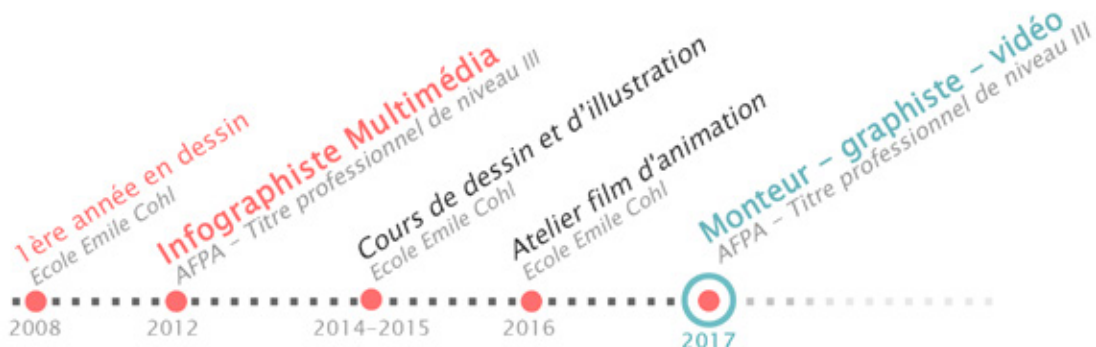 1ère année en dessin
Ecole Emile Cohl
2008
Infographiste Multimédia
AFPA – Titre professionnel de niveau III
2012
Cours de dessin et d'illustration
Ecole Emile Cohl
2014-2015
Atelier film d'animation
Ecole Emile Cohl
2016
Monteur – graphiste – vidéo
AFPA – Titre professionnel de niveau III
2017